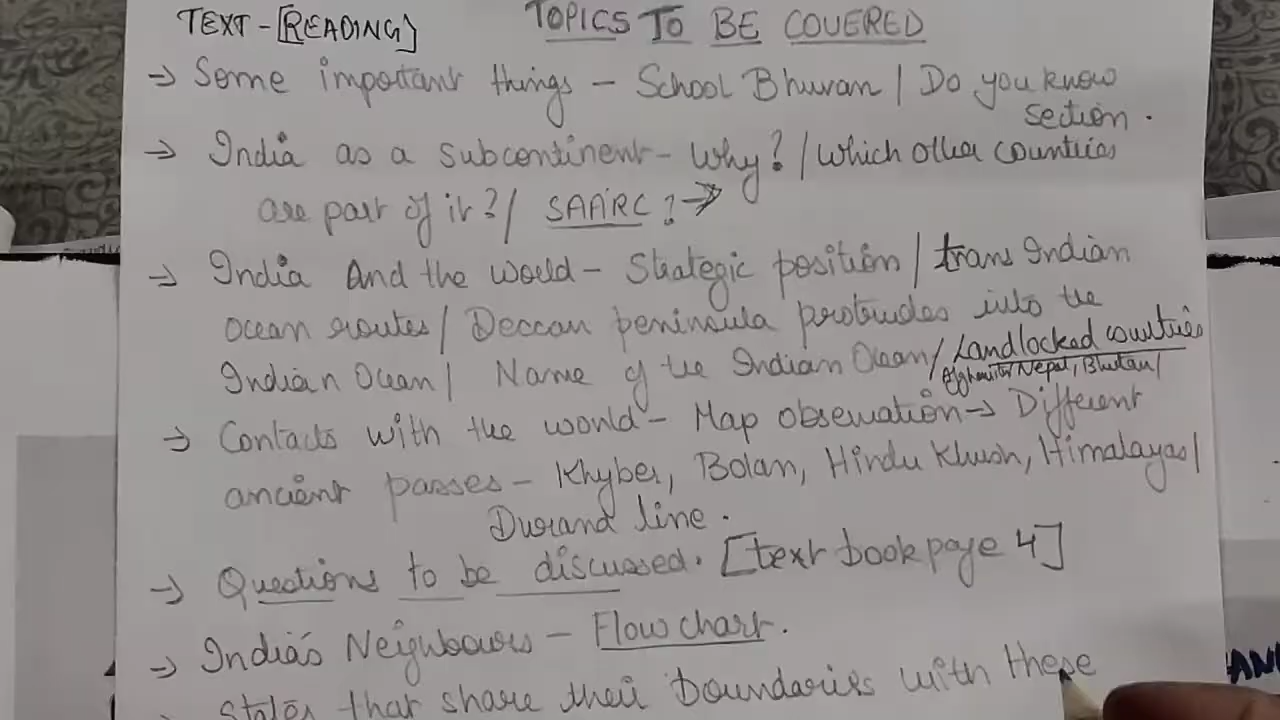 TEXT - [READING] TOPICS TO BE COVERED
→ Some important things - School Bhuvan / Do you know
section.
→ India as a subcontinent - Why? / Which other countries
are part of it? / SAARC? →
→ India And the world - Strategic position / trans Indian
ocean routes / Deccan peninsula protrudes into the
Indian Ocean / Name of the Indian Ocean / Landlocked countries
Nepal, Bhutan /
→ Contacts with the world - Map observation → Different
ancient passes - Khyber, Bolan, Hindu Khush, Himalayas /
Durand line.
→ Questions to be discussed. [text book page 4]
→ India's Neighbours - Flow chart.
States that share their boundaries with these